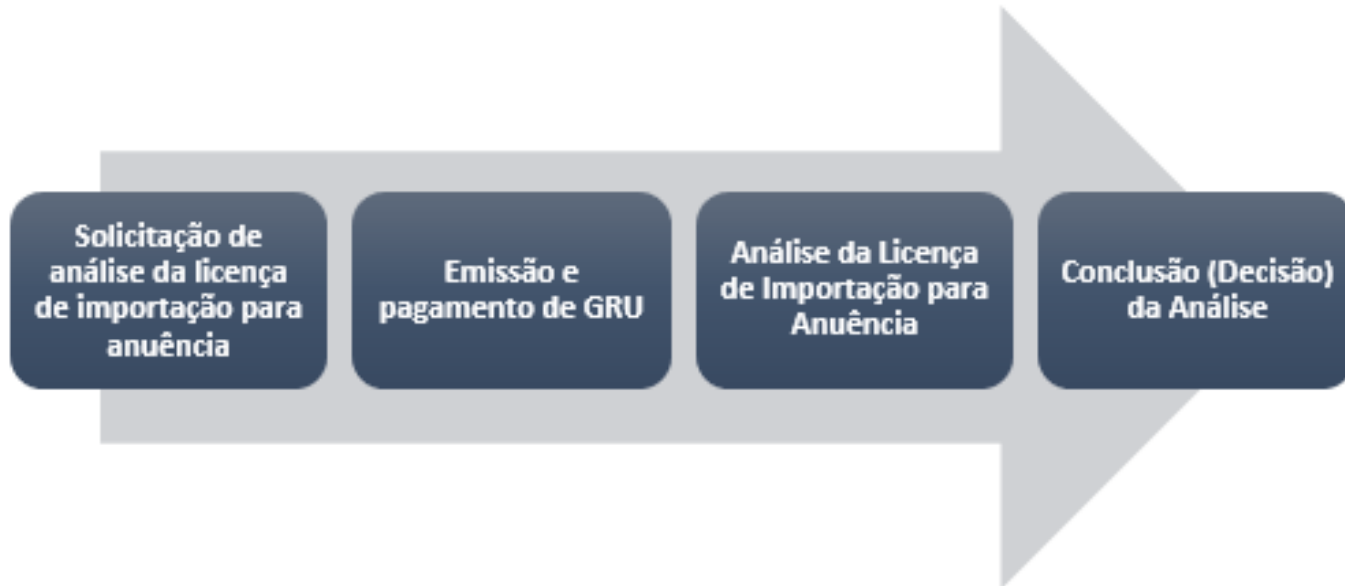 Solicitação de
análise da licença
de importação para
anuência
Emissão e
pagamento de GRU
Análise da Licença
de Importação para
Anuência
Conclusão (Decisão)
da Análise